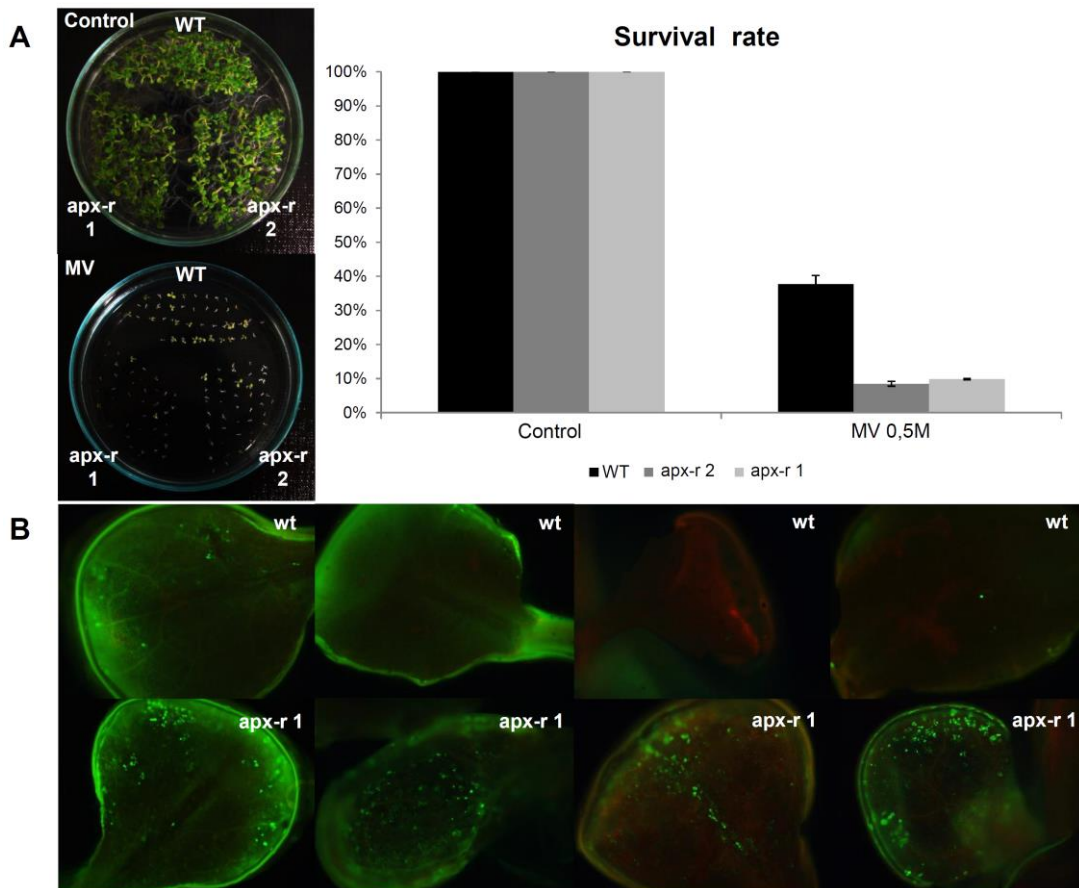 A
Control
WT
apx-r
1
apx-r
2
MV
WT
apx-r
1
apx-r
2
Survival rate
100%
90%
80%
70%
60%
50%
40%
30%
20%
10%
0%
Control
MV 0,5M
WT apx-r 2 apx-r 1
B
wt
wt
wt
wt
apx-r 1
apx-r 1
apx-r 1
apx-r 1